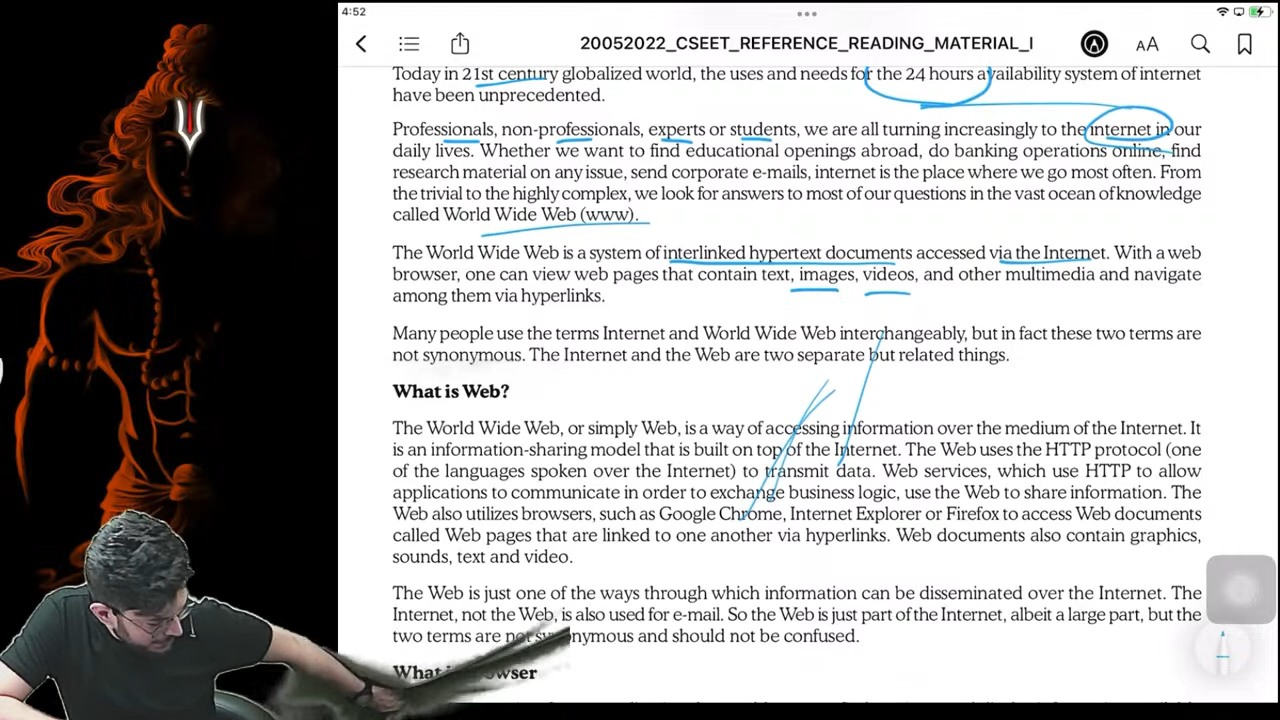 4:52
20052022_CSEET_REFERENCE_READING_MATERIAL_I
AA
Today in 21st century globalized world, the uses and needs for the 24 hours availability system of internet
have been unprecedented.
Professionals, non-professionals, experts or students, we are all turning increasingly to the internet in our
daily lives. Whether we want to find educational openings abroad, do banking operations online, find
research material on any issue, send corporate e-mails, internet is the place where we go most often. From
the trivial to the highly complex, we look for answers to most of our questions in the vast ocean of knowledge
called World Wide Web (www).
The World Wide Web is a system of interlinked hypertext documents accessed via the Internet. With a web
browser, one can view web pages that contain text, images, videos, and other multimedia and navigate
among them via hyperlinks.
Many people use the terms Internet and World Wide Web interchangeably, but in fact these two terms are
not synonymous. The Internet and the Web are two separate but related things.
What is Web?
The World Wide Web, or simply Web, is a way of accessing information over the medium of the Internet. It
is an information-sharing model that is built on top of the Internet. The Web uses the HTTP protocol (one
of the languages spoken over the Internet) to transmit data. Web services, which use HTTP to allow
applications to communicate in order to exchange business logic, use the Web to share information. The
Web also utilizes browsers, such as Google Chrome, Internet Explorer or Firefox to access Web documents
called Web pages that are linked to one another via hyperlinks. Web documents also contain graphics,
sounds, text and video.
The Web is just one of the ways through which information can be disseminated over the Internet. The
Internet, not the Web, is also used for e-mail. So the Web is just part of the Internet, albeit a large part, but the
two terms are not synonymous and should not be confused.
What